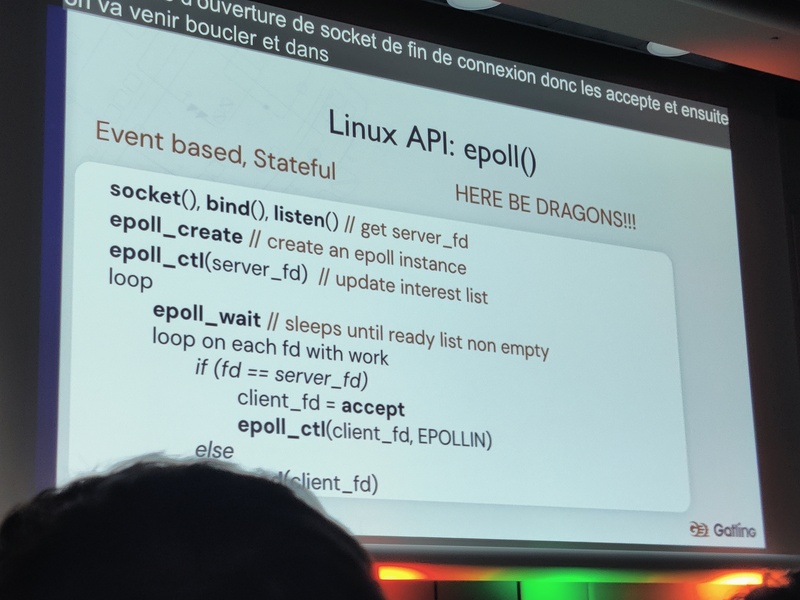 d'ouverture de socket de fin de connexion donc les accepte et ensuite
on va venir boucler et dans
Linux API: epoll()
Event based, Stateful
HERE BE DRAGONS!!!
socket(), bind(), listen() // get server_fd
epoll_create // create an epoll instance
epoll_ctl(server_fd) // update interest list
loop
epoll_wait // sleeps until ready list non empty
loop on each fd with work
if (fd == server_fd)
client_fd = accept
epoll_ctl(client_fd, EPOLLIN)
else
(client_fd)
Gatling